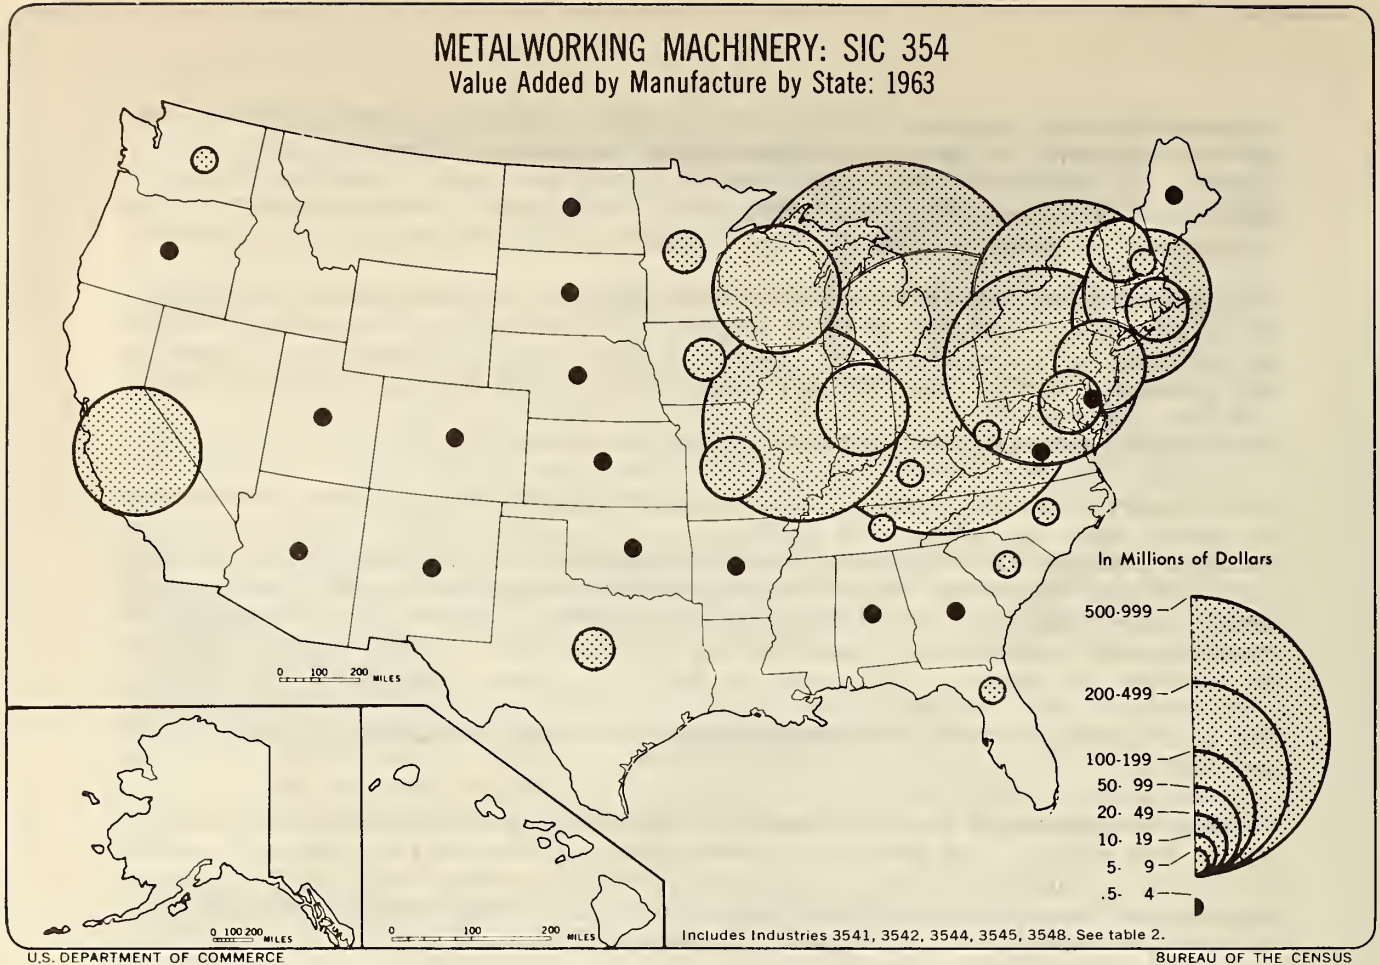 METALWORKING MACHINERY: SIC 354
Value Added by Manufacture by State: 1963
In Millions of Dollars
500-999
200-499
100-199
50- 99
20- 49
10- 19
5- 9
.5- 4
0 100 200 MILES
0 100 200 MILES
0 100 200 MILES
Includes Industries 3541, 3542, 3544, 3545, 3548. See table 2.
U.S. DEPARTMENT OF COMMERCE
BUREAU OF THE CENSUS